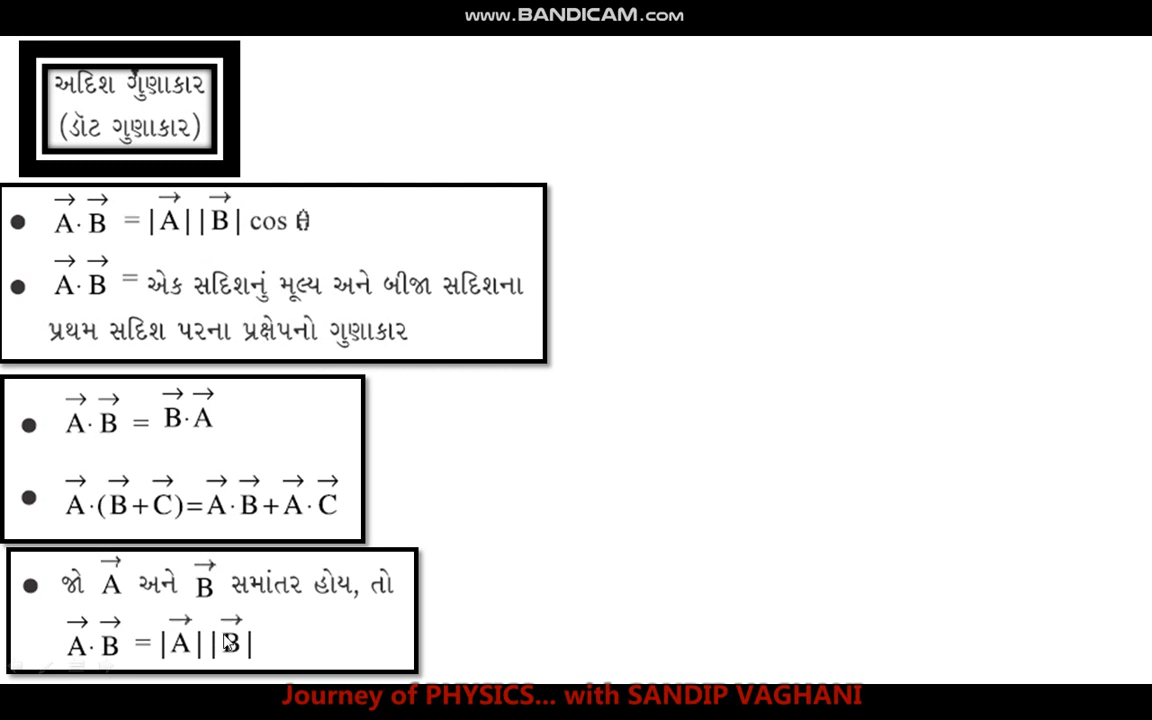 www.BANDICAM.com
અદિશ ગુણાકાર
(ડૉટ ગુણાકાર)
● A⃗·B⃗ = |A⃗||B⃗| cos θ
● A⃗·B⃗ = એક સદિશનું મૂલ્ય અને બીજા સદિશના
પ્રથમ સદિશ પરના પ્રક્ષેપનો ગુણાકાર
● A⃗·B⃗ = B⃗·A⃗
● A⃗·(B⃗+C⃗)=A⃗·B⃗+A⃗·C⃗
● જો A⃗ અને B⃗ સમાંતર હોય, તો
A⃗·B⃗ = |A⃗||B⃗|
Journey of PHYSICS... with SANDIP VAGHANI